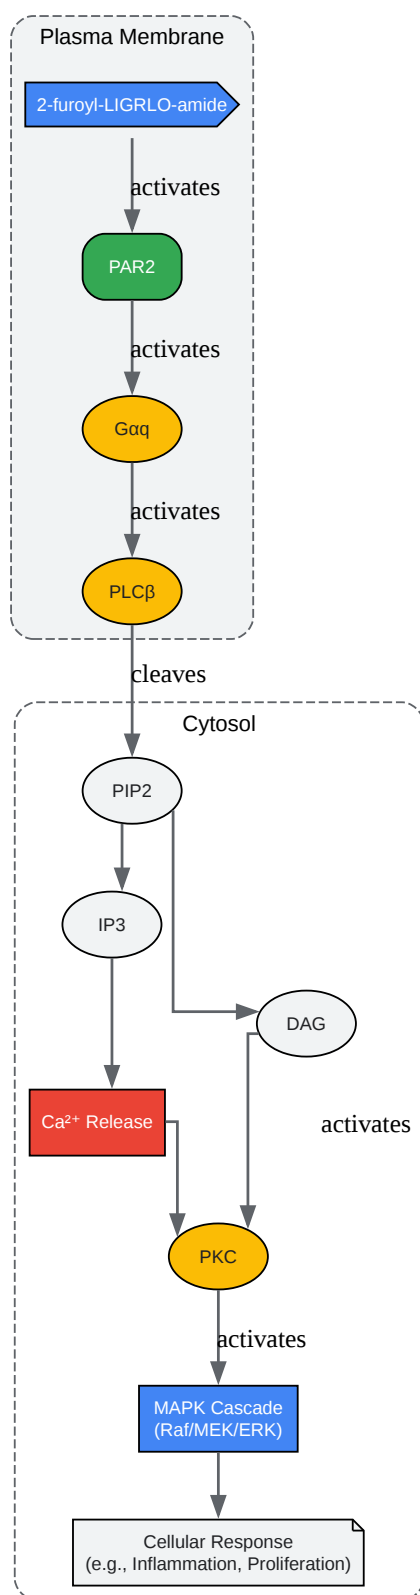 Plasma Membrane
2-furoyl-LIGRLO-amide
activates
PAR2
activates
Gαq
activates
PLCβ
cleaves
Cytosol
PIP2
IP3
DAG
Ca²⁺ Release
activates
PKC
activates
MAPK Cascade
(Raf/MEK/ERK)
Cellular Response
(e.g., Inflammation, Proliferation)